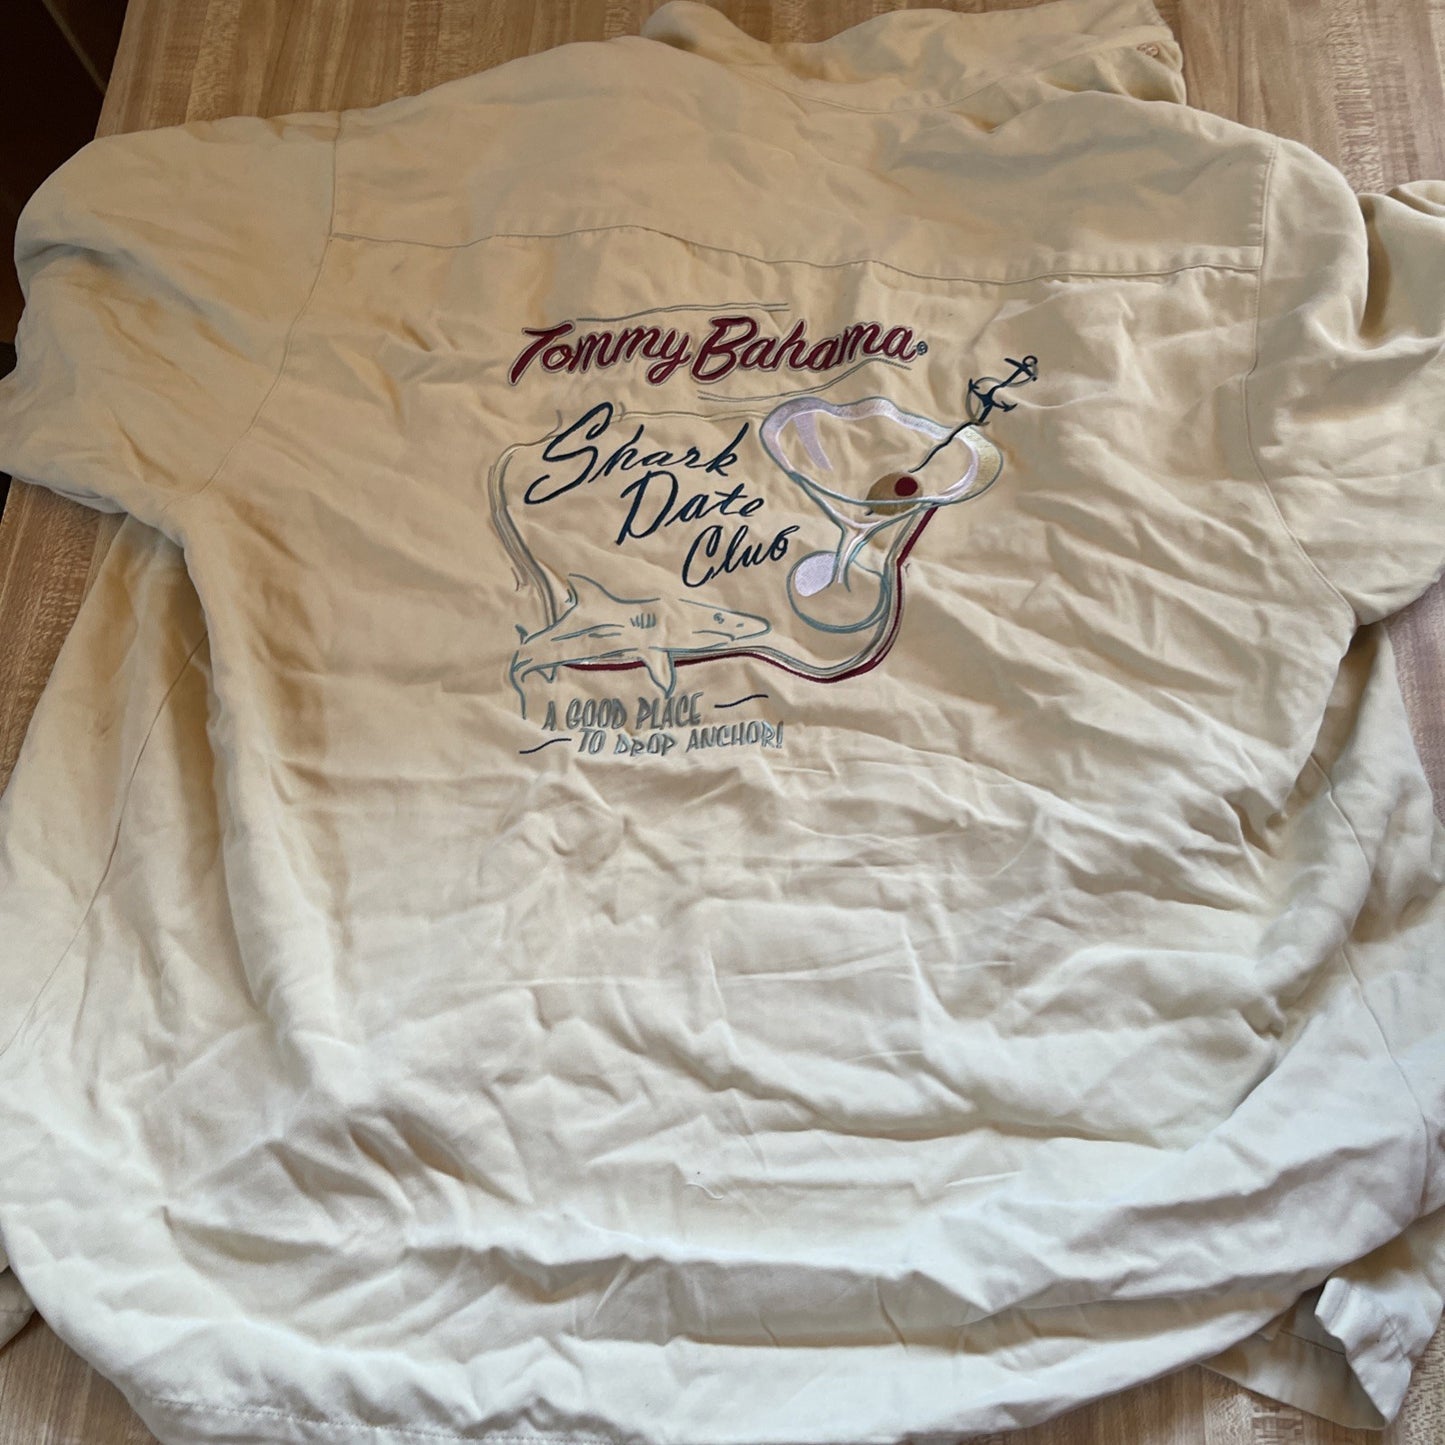 Tommy Bahama®
Shark
Date
Club
A GOOD PLACE
TO DROP ANCHOR!